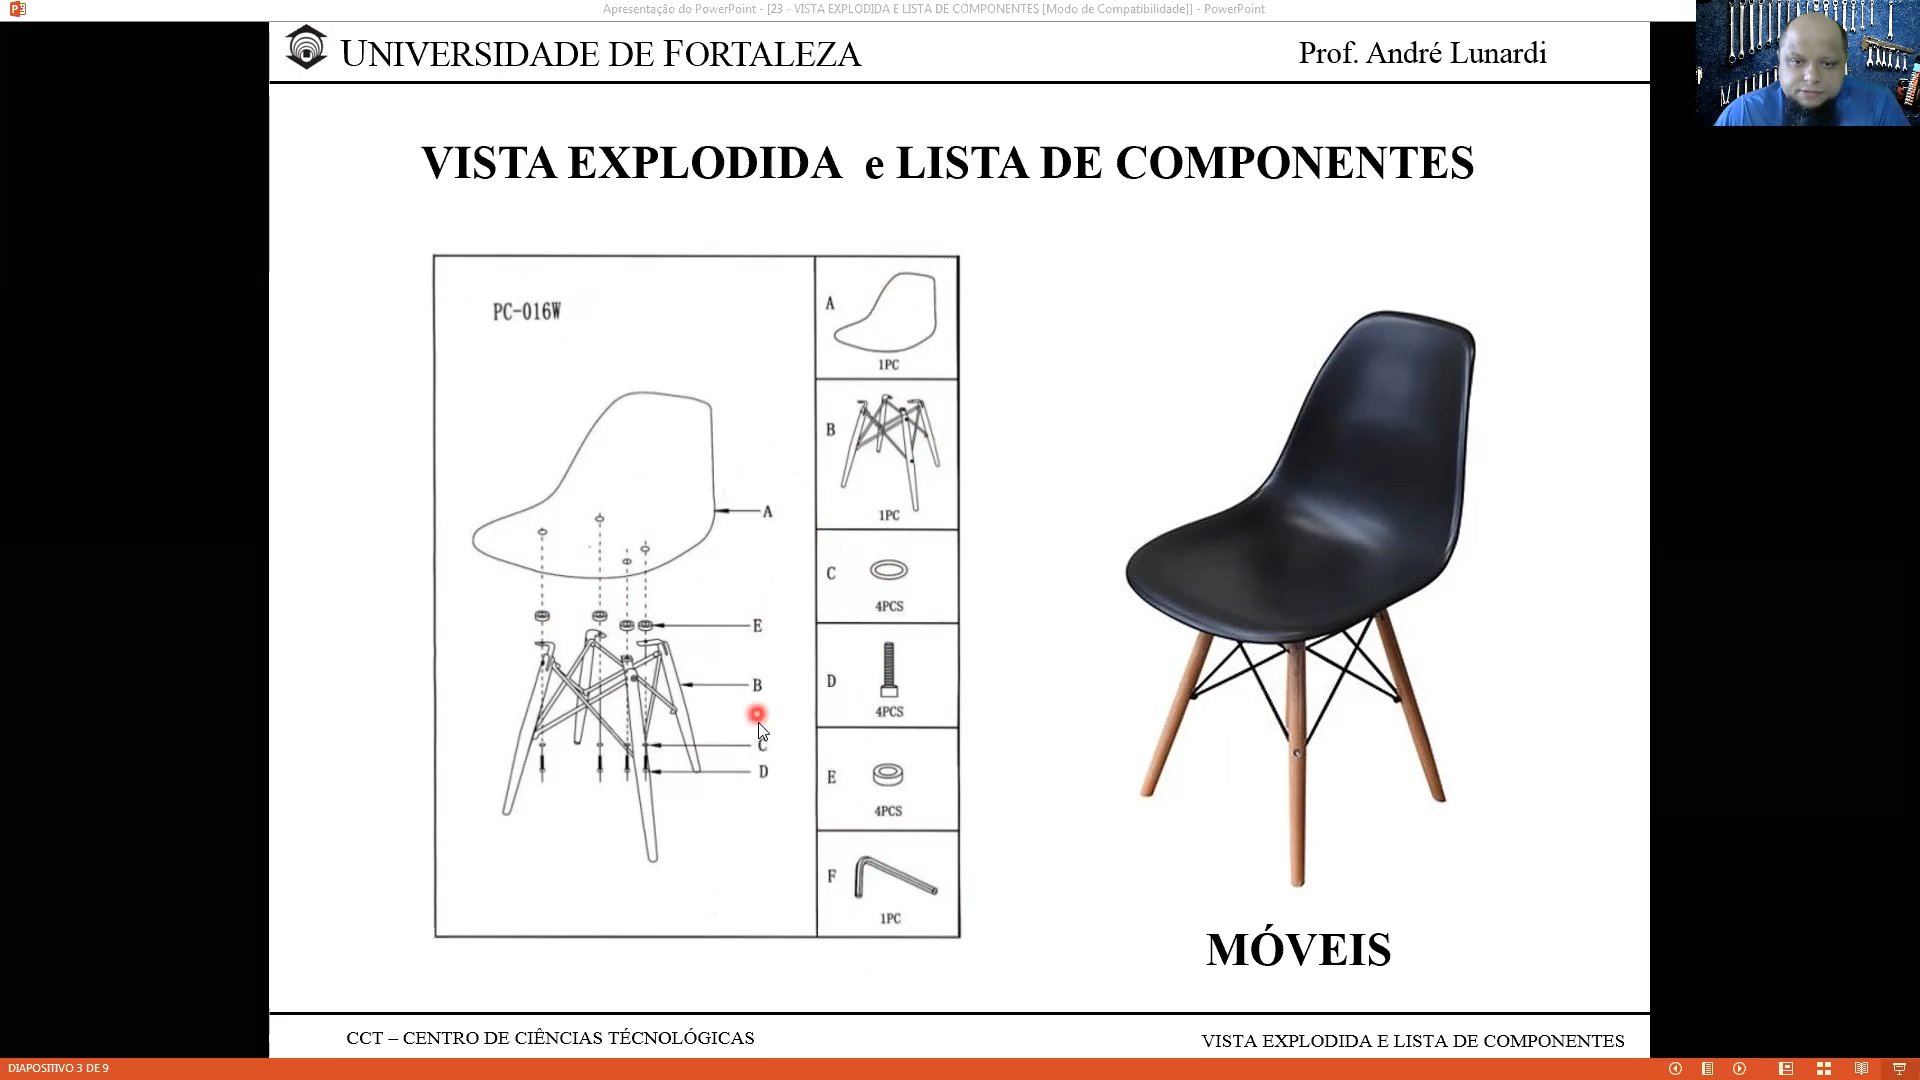 Apresentação do PowerPoint - [23 - VISTA EXPLODIDA E LISTA DE COMPONENTES [Modo de Compatibilidade]] - PowerPoint
UNIVERSIDADE DE FORTALEZA
Prof. André Lunardi
VISTA EXPLODIDA e LISTA DE COMPONENTES
PC-016W
A
E
B
C
D
A
1PC
B
1PC
C
4PCS
D
4PCS
E
4PCS
F
1PC
MÓVEIS
CCT – CENTRO DE CIÊNCIAS TÉCNOLÓGICAS
VISTA EXPLODIDA E LISTA DE COMPONENTES
DIAPOSITIVO 3 DE 9